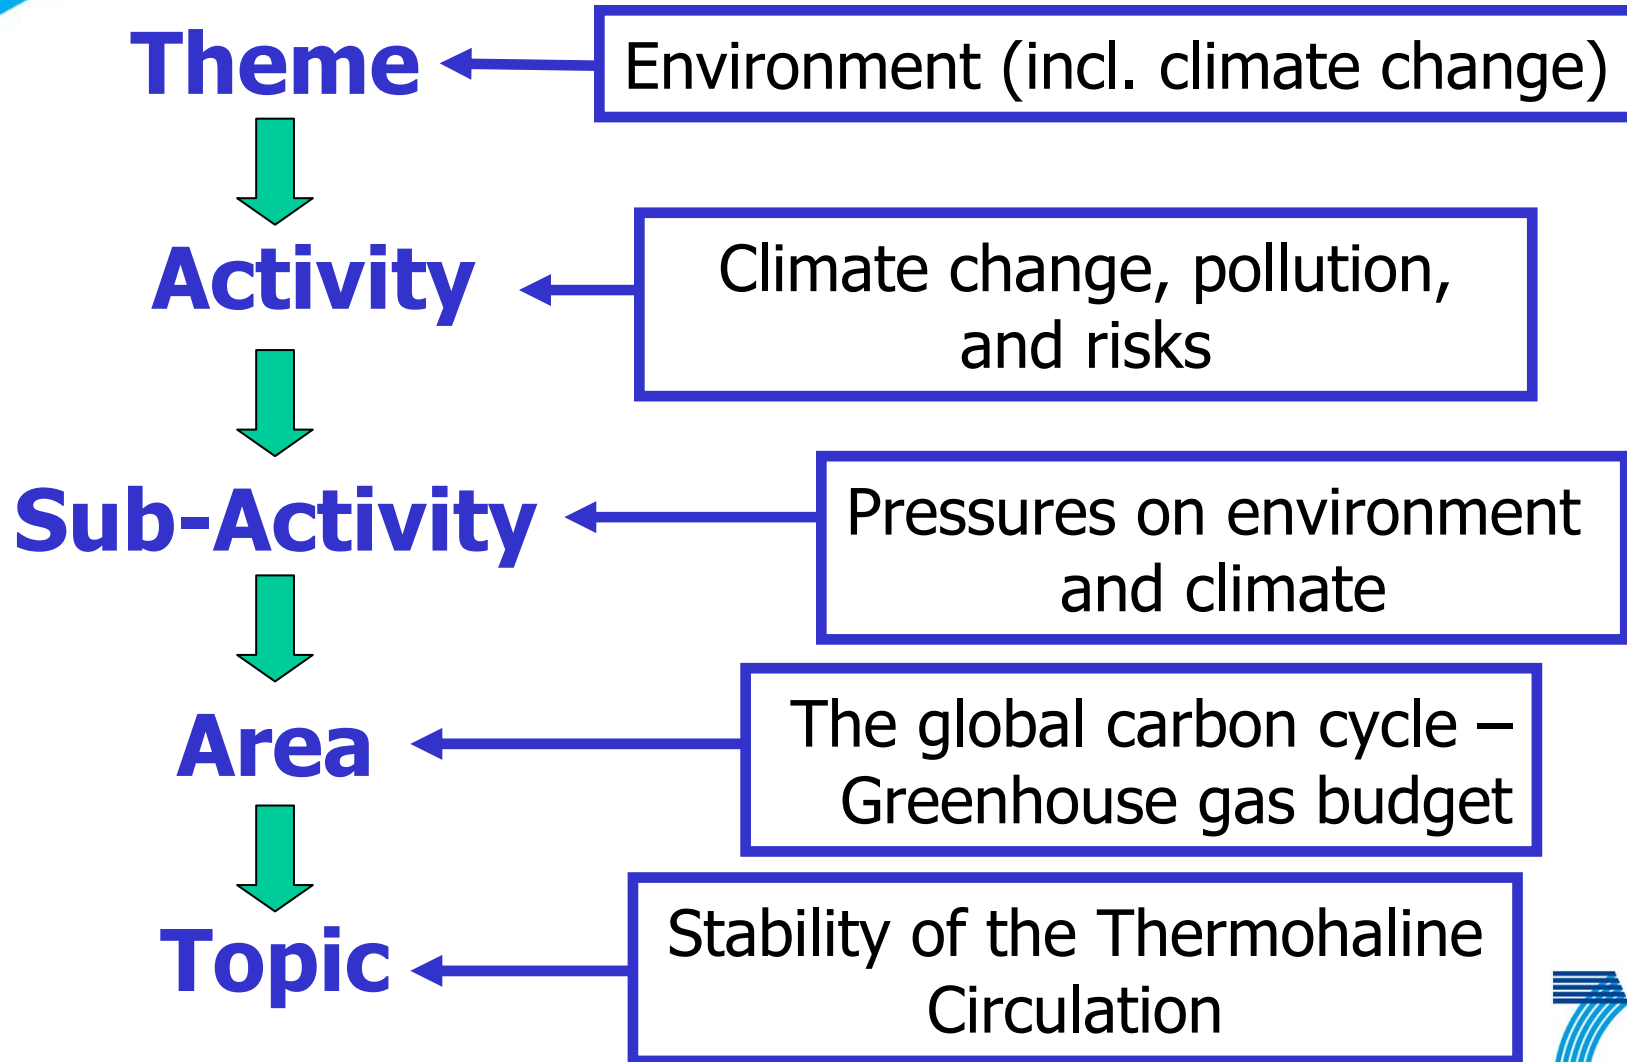 Theme
Environment (incl. climate change)
Activity
Climate change, pollution,
and risks
Sub-Activity
Pressures on environment
and climate
Area
The global carbon cycle –
Greenhouse gas budget
Topic
Stability of the Thermohaline
Circulation
7